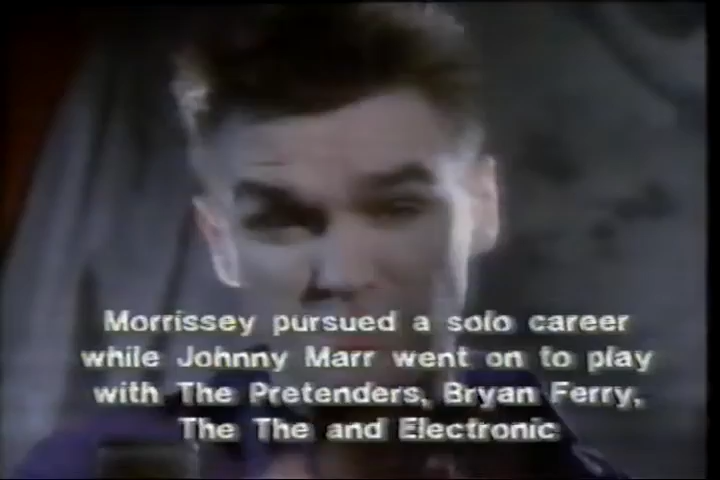 Morrissey pursued a solo career
while Johnny Marr went on to play
with The Pretenders, Bryan Ferry,
The The and Electronic